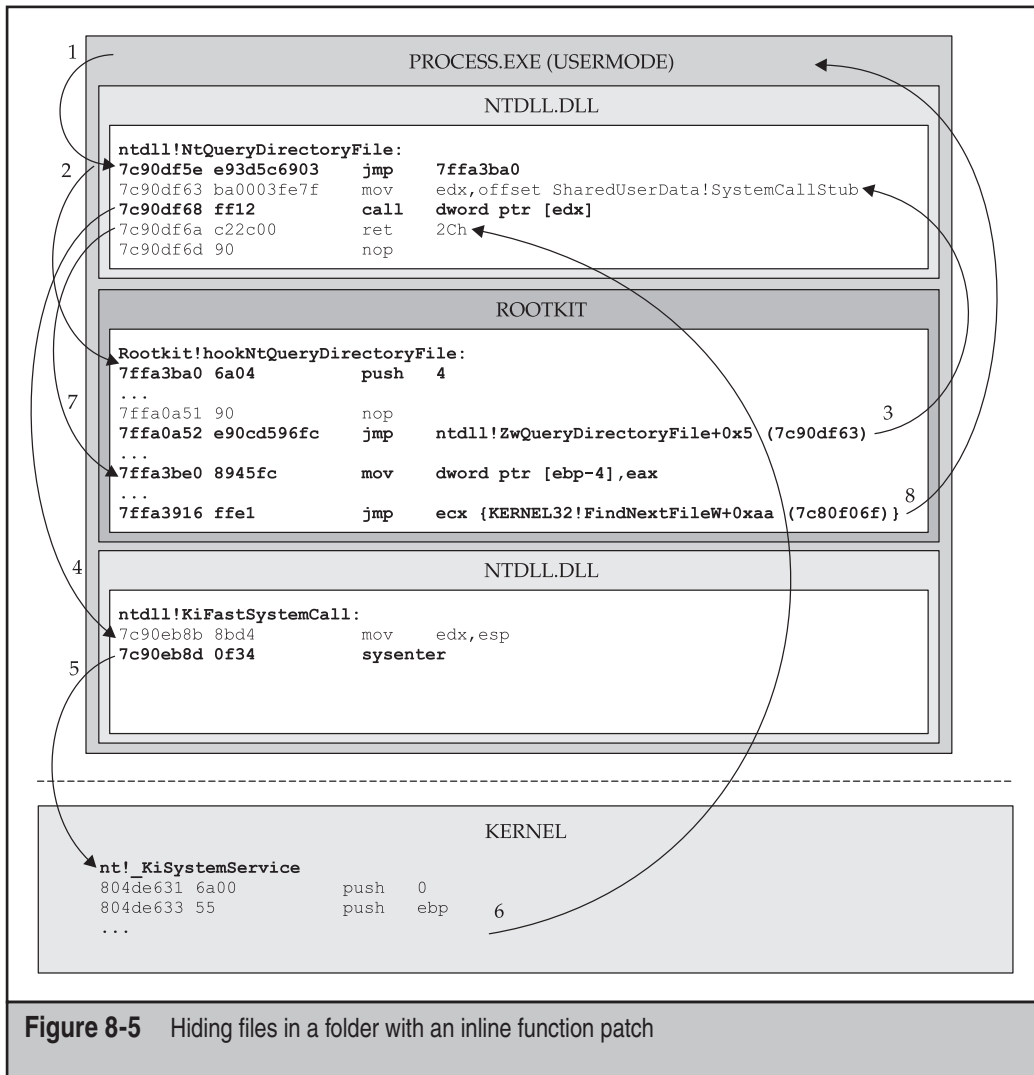 1
PROCESS.EXE (USERMODE)
NTDLL.DLL
ntdll!NtQueryDirectoryFile:
7c90df5e e93d5c6903 jmp 7ffa3ba0
2
7c90df63 ba0003fe7f mov edx,offset SharedUserData!SystemCallStub
7c90df68 ff12 call dword ptr [edx]
7c90df6a c22c00 ret 2Ch
7c90df6d 90 nop
ROOTKIT
Rootkit!hookNtQueryDirectoryFile:
7ffa3ba0 6a04 push 4
...
7
7ffa0a51 90 nop
3
7ffa0a52 e90cd596fc jmp ntdll!ZwQueryDirectoryFile+0x5 (7c90df63)
...
7ffa3be0 8945fc mov dword ptr [ebp-4],eax
...
8
7ffa3916 ffe1 jmp ecx {KERNEL32!FindNextFileW+0xaa (7c80f06f)}
4
NTDLL.DLL
ntdll!KiFastSystemCall:
7c90eb8b 8bd4 mov edx,esp
7c90eb8d 0f34 sysenter
5
KERNEL
nt!_KiSystemService
804de631 6a00 push 0
804de633 55 push ebp
6
...
Figure 8-5 Hiding files in a folder with an inline function patch